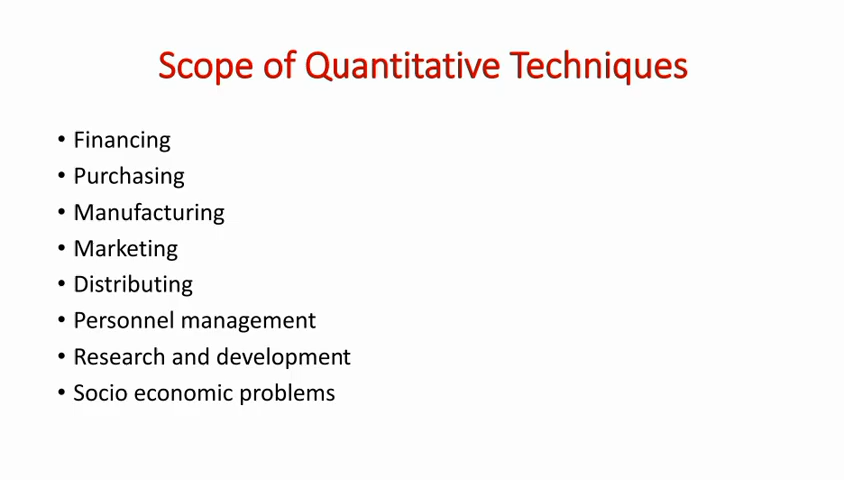 Scope of Quantitative Techniques
• Financing
• Purchasing
• Manufacturing
• Marketing
• Distributing
• Personnel management
• Research and development
• Socio economic problems